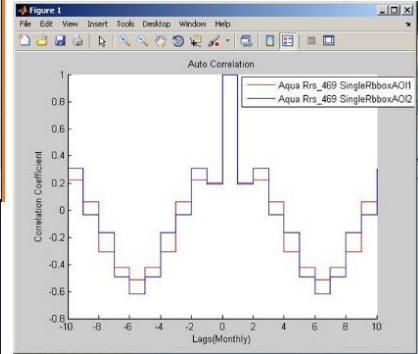 Figure 1
File Edit View Insert Tools Desktop Window Help
Auto Correlation
Aqua Rrs_469 SingleRbboxAOI1
Aqua Rrs_469 SingleRbboxAOI2
Correlation Coefficient
1
0.8
0.6
0.4
0.2
0
-0.2
-0.4
-0.6
-0.8
-10 -8 -6 -4 -2 0 2 4 6 8 10
Lags(Monthly)